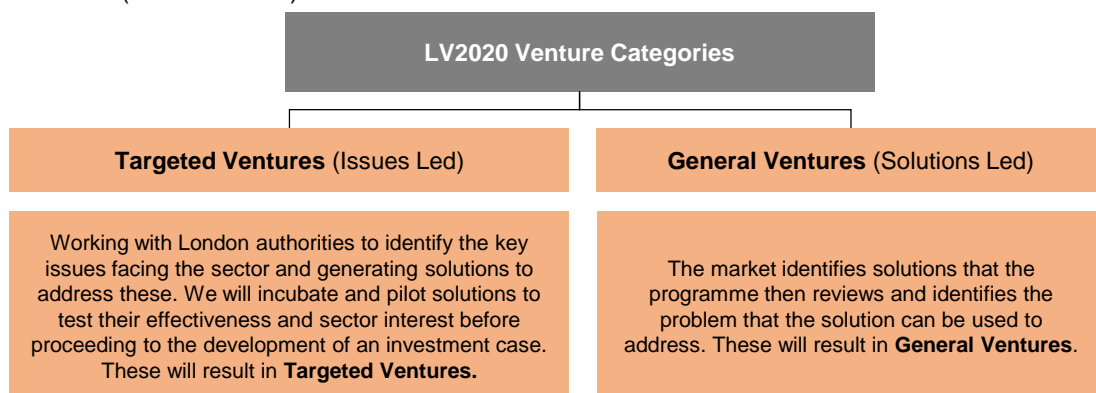 LV2020 Venture Categories
Targeted Ventures (Issues Led)
General Ventures (Solutions Led)
Working with London authorities to identify the key
issues facing the sector and generating solutions to
address these. We will incubate and pilot solutions to
test their effectiveness and sector interest before
proceeding to the development of an investment case.
These will result in Targeted Ventures.
The market identifies solutions that the
programme then reviews and identifies the
problem that the solution can be used to
address. These will result in General Ventures.